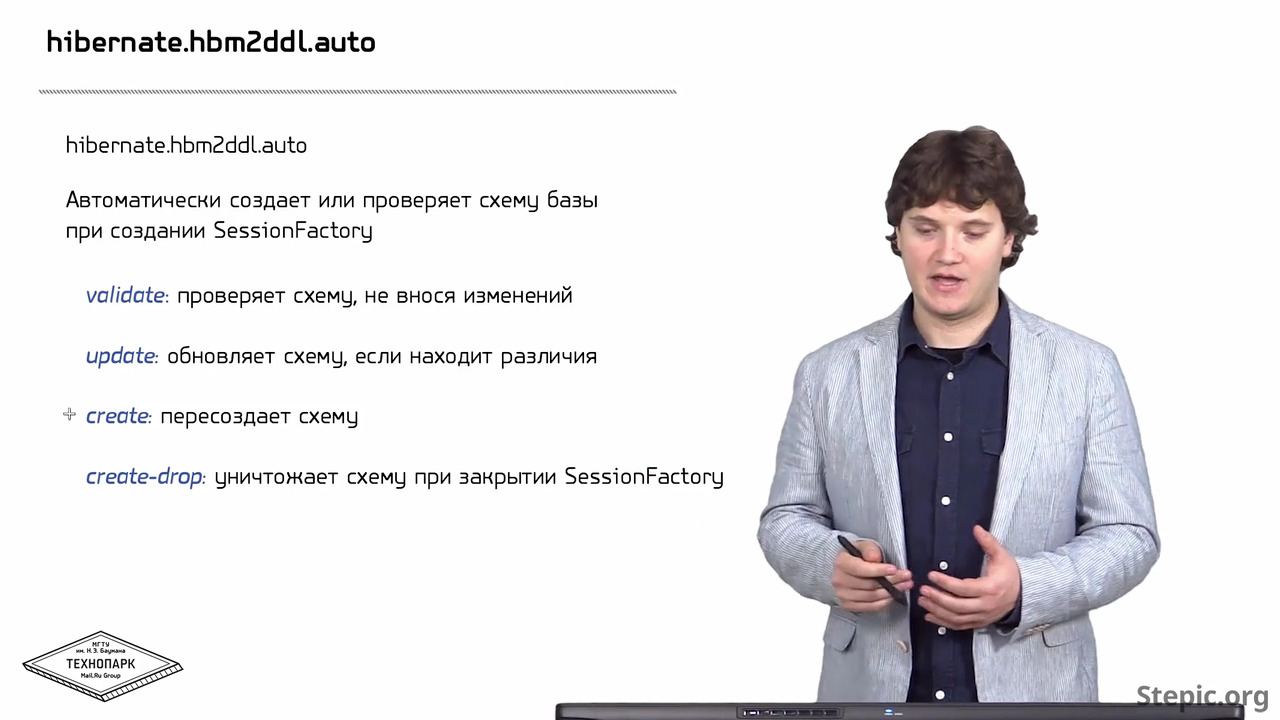 hibernate.hbm2ddl.auto
hibernate.hbm2ddl.auto
Автоматически создает или проверяет схему базы
при создании SessionFactory
validate: проверяет схему, не внося изменений
update: обновляет схему, если находит различия
create: пересоздает схему
create-drop: уничтожает схему при закрытии SessionFactory
МГТУ
им. Н.Э. Баумана
ТЕХНОПАРК
Mail.Ru Group
Stepic.org